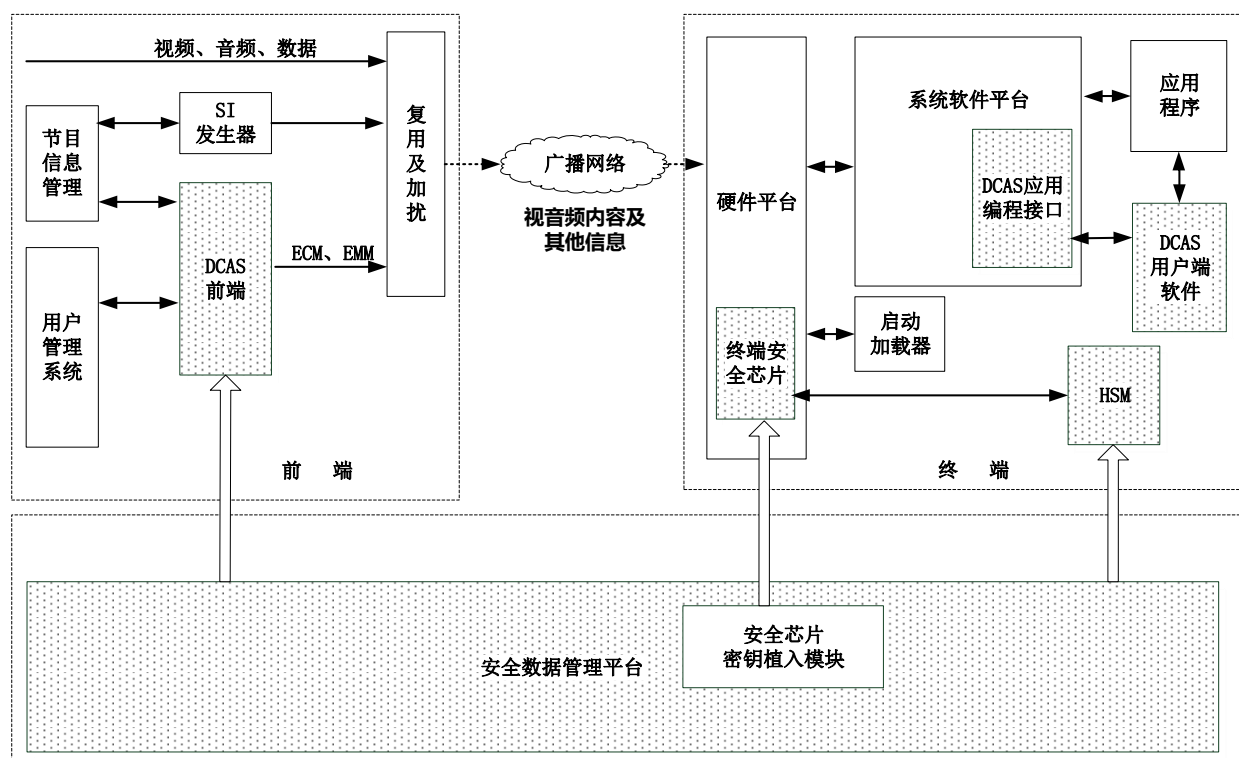 视频、音频、数据
节目
信息
管理
SI
发生器
复
用
及
加
扰
DCAS
前端
ECM、EMM
用户
管理
系统
前 端
广播网络
视音频内容及
其他信息
硬件平台
系统软件平台
DCAS应用
编程接口
应用
程序
DCAS
用户端
软件
启动
加载器
终端安
全芯片
HSM
终 端
安全数据管理平台
安全芯片
密钥植入模块